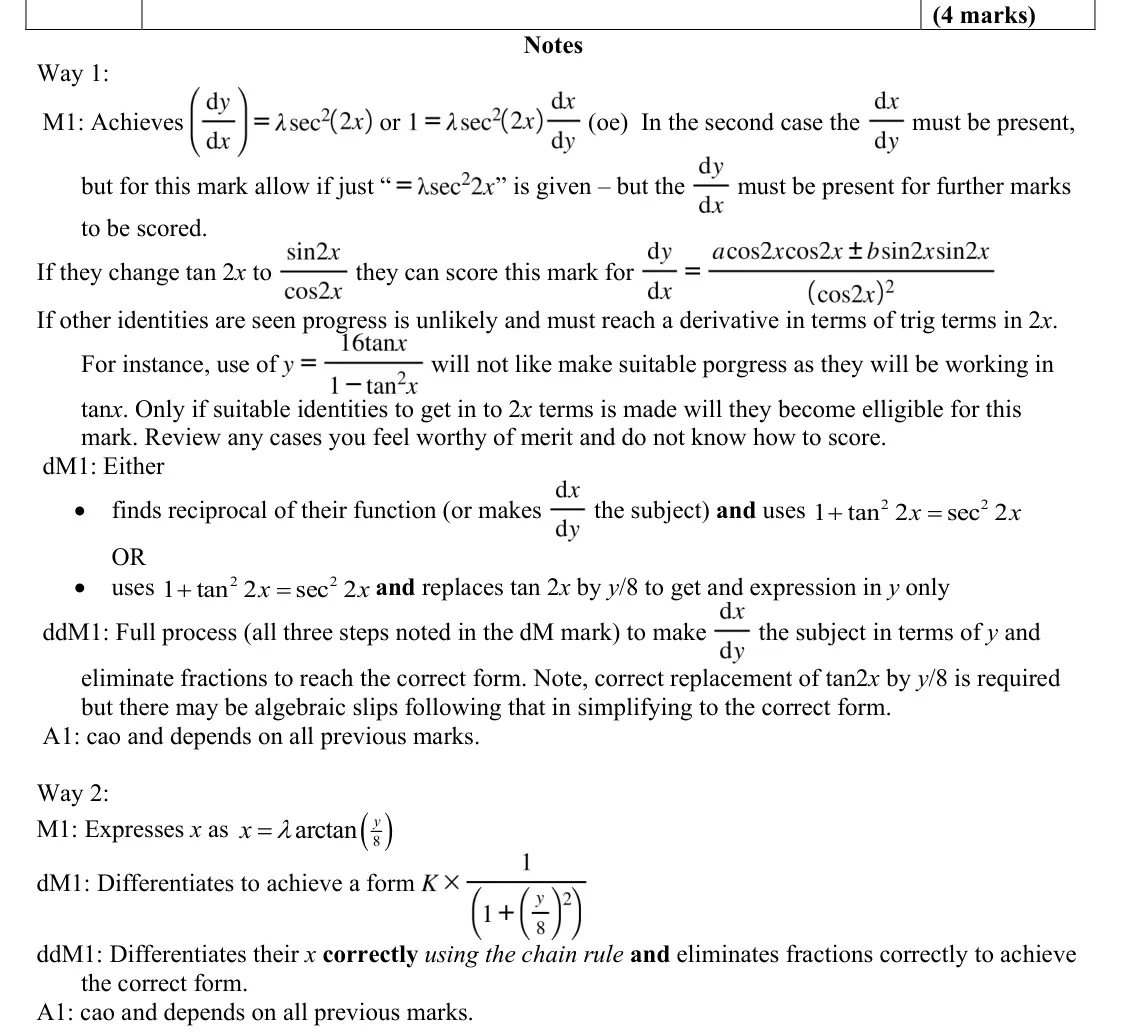 (4 marks)
Notes
Way 1:
M1: Achieves (dy/dx) = λsec²(2x) or 1 = λsec²(2x) dx/dy (oe) In the second case the dx/dy must be present,
but for this mark allow if just “ = λsec²2x” is given – but the dy/dx must be present for further marks
to be scored.
If they change tan 2x to sin2x/cos2x they can score this mark for dy/dx = (acos2xcos2x ± bsin2xsin2x)/(cos2x)²
If other identities are seen progress is unlikely and must reach a derivative in terms of trig terms in 2x.
For instance, use of y = 16tanx/(1 − tan²x) will not like make suitable porgress as they will be working in
tanx. Only if suitable identities to get in to 2x terms is made will they become elligible for this
mark. Review any cases you feel worthy of merit and do not know how to score.
dM1: Either
• finds reciprocal of their function (or makes dx/dy the subject) and uses 1 + tan² 2x = sec² 2x
OR
• uses 1 + tan² 2x = sec² 2x and replaces tan 2x by y/8 to get and expression in y only
ddM1: Full process (all three steps noted in the dM mark) to make dx/dy the subject in terms of y and
eliminate fractions to reach the correct form. Note, correct replacement of tan2x by y/8 is required
but there may be algebraic slips following that in simplifying to the correct form.
A1: cao and depends on all previous marks.
Way 2:
M1: Expresses x as x = λ arctan(y/8)
dM1: Differentiates to achieve a form K × 1/(1 + (y/8)²)
ddM1: Differentiates their x correctly using the chain rule and eliminates fractions correctly to achieve
the correct form.
A1: cao and depends on all previous marks.